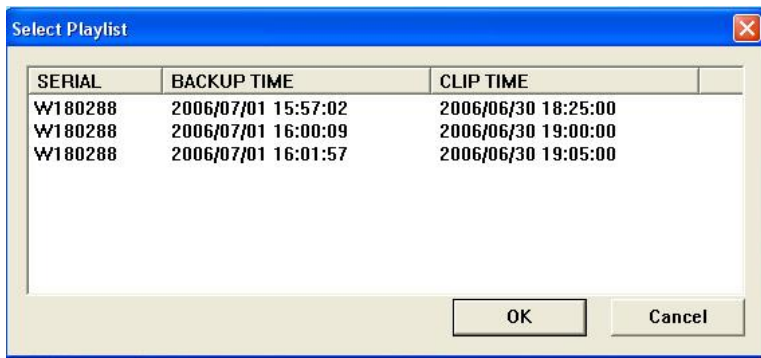 Select Playlist
SERIAL BACKUP TIME CLIP TIME
W180288 2006/07/01 15:57:02 2006/06/30 18:25:00
W180288 2006/07/01 16:00:09 2006/06/30 19:00:00
W180288 2006/07/01 16:01:57 2006/06/30 19:05:00
OK Cancel